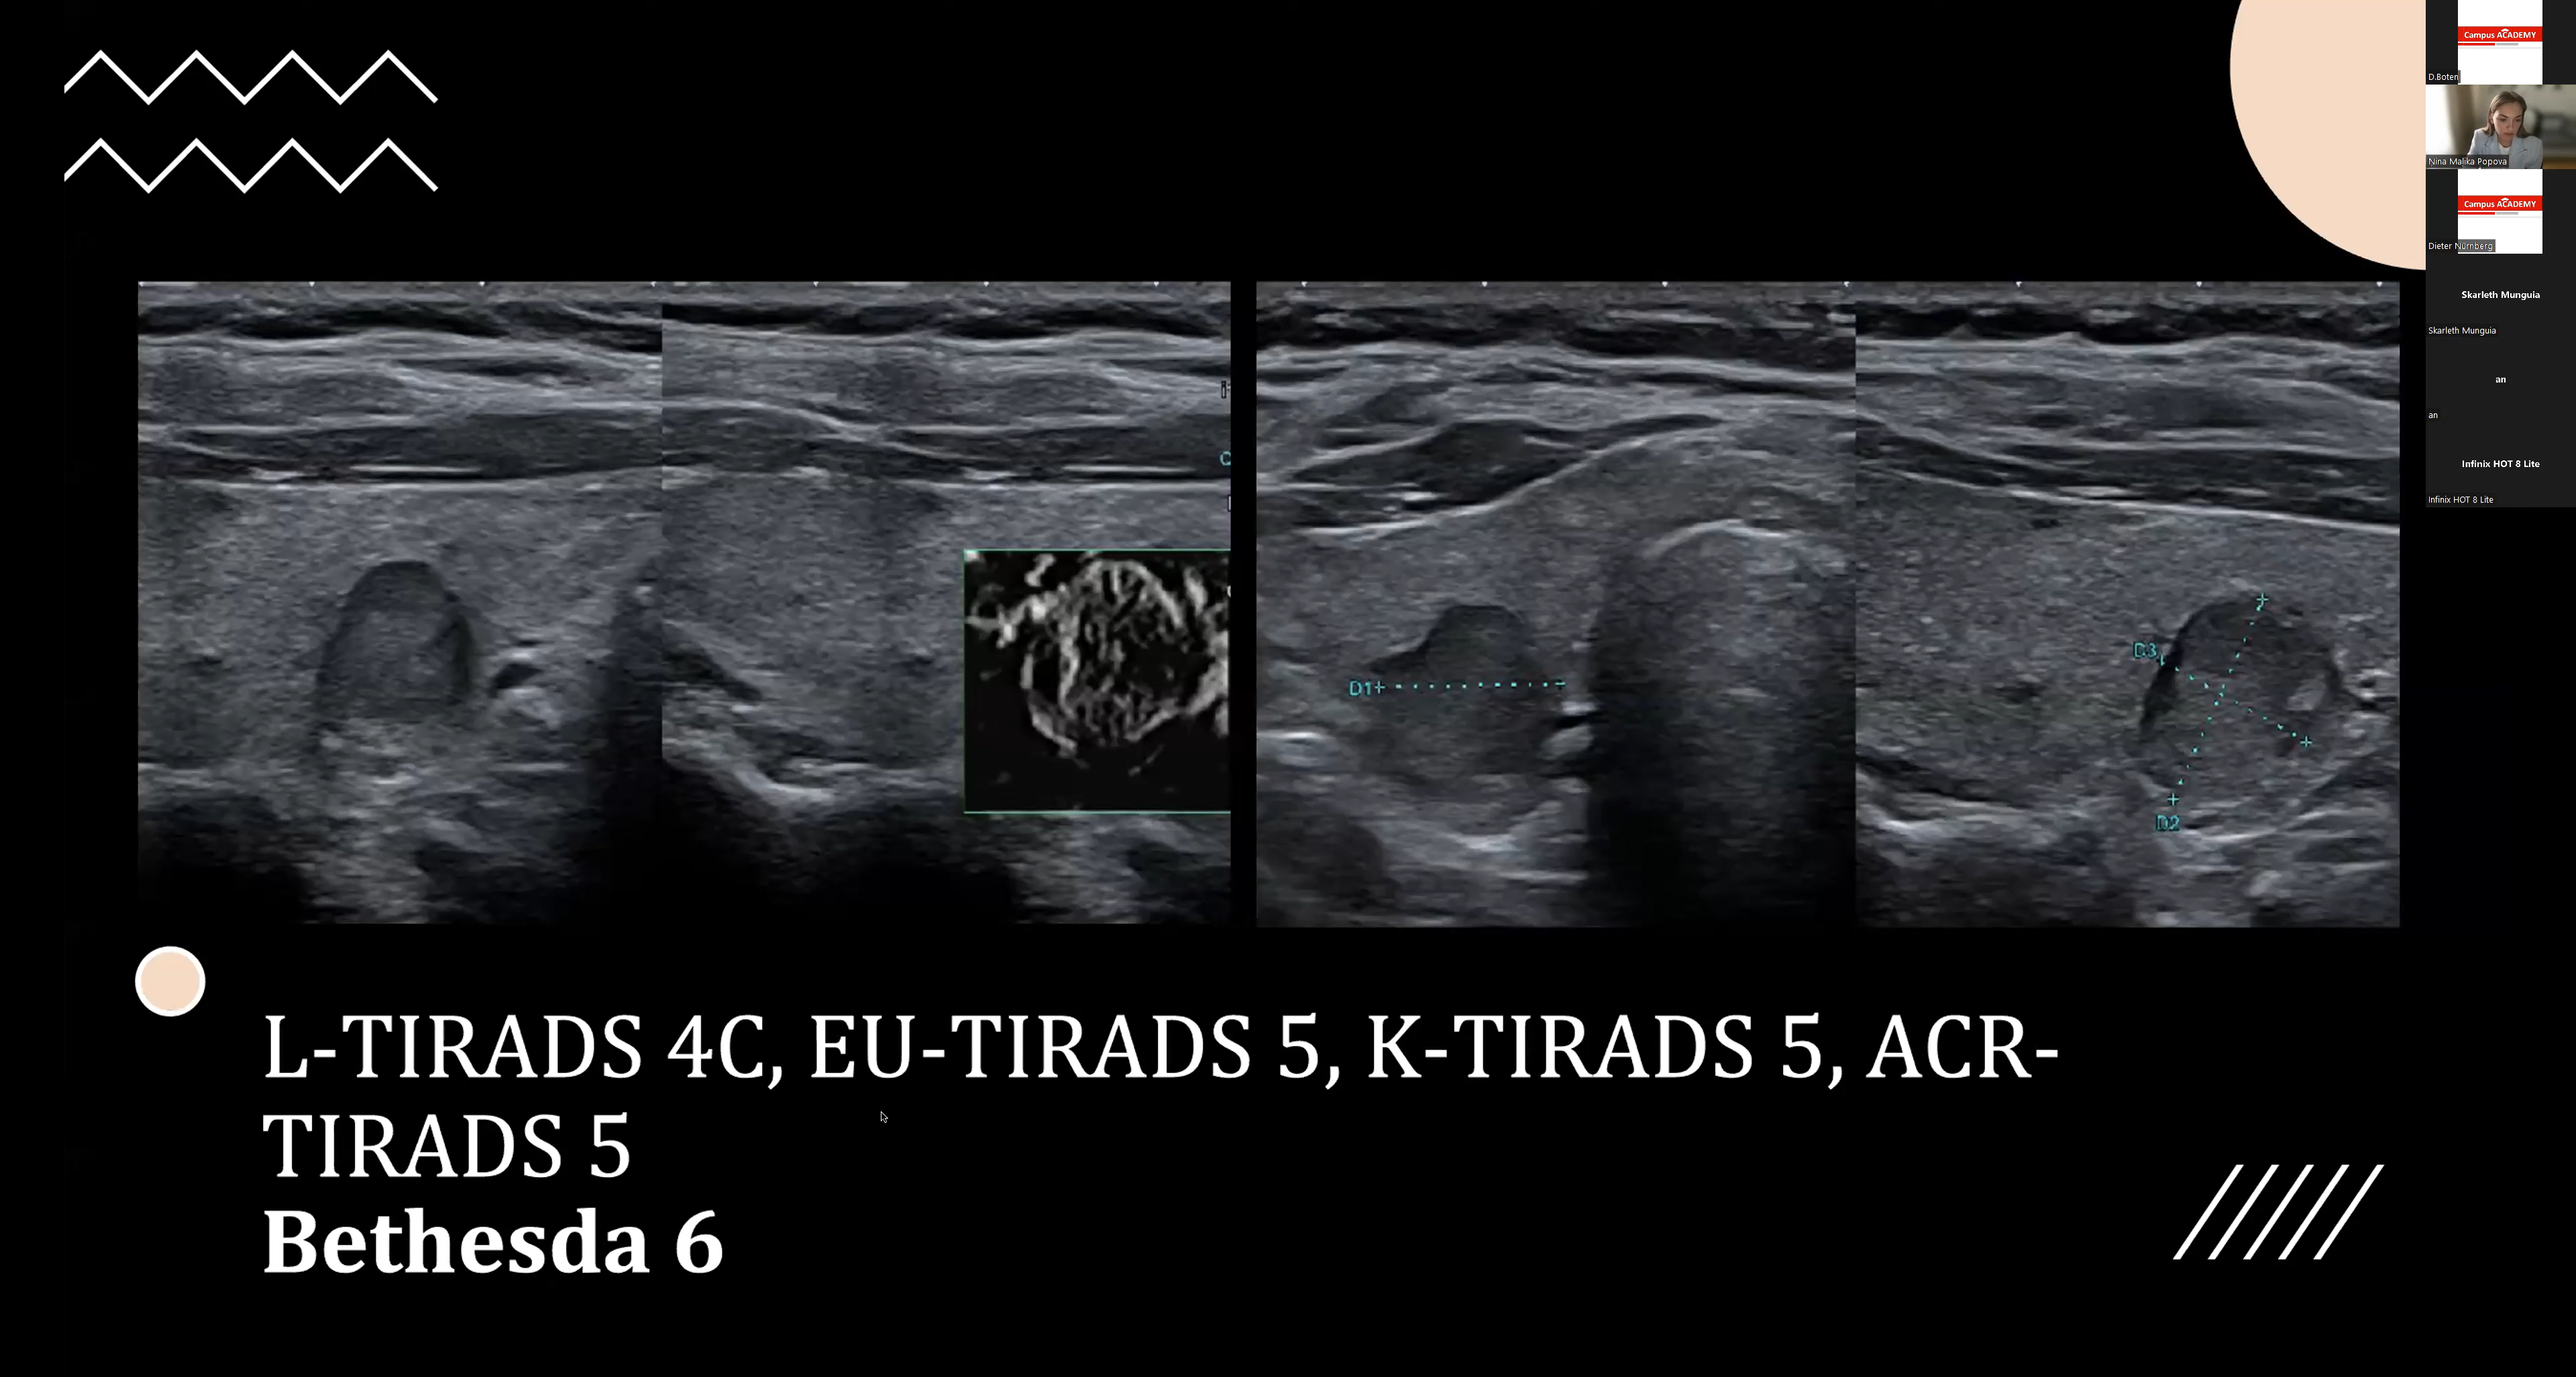 Campus ACADEMY
D.Boten
Nina Malika Popova
Campus ACADEMY
Dieter Nürnberg
Skarleth Munguia
Skarleth Munguia
an
an
Infinix HOT 8 Lite
Infinix HOT 8 Lite
D1
D3
D2
L-TIRADS 4C, EU-TIRADS 5, K-TIRADS 5, ACR-
TIRADS 5
Bethesda 6